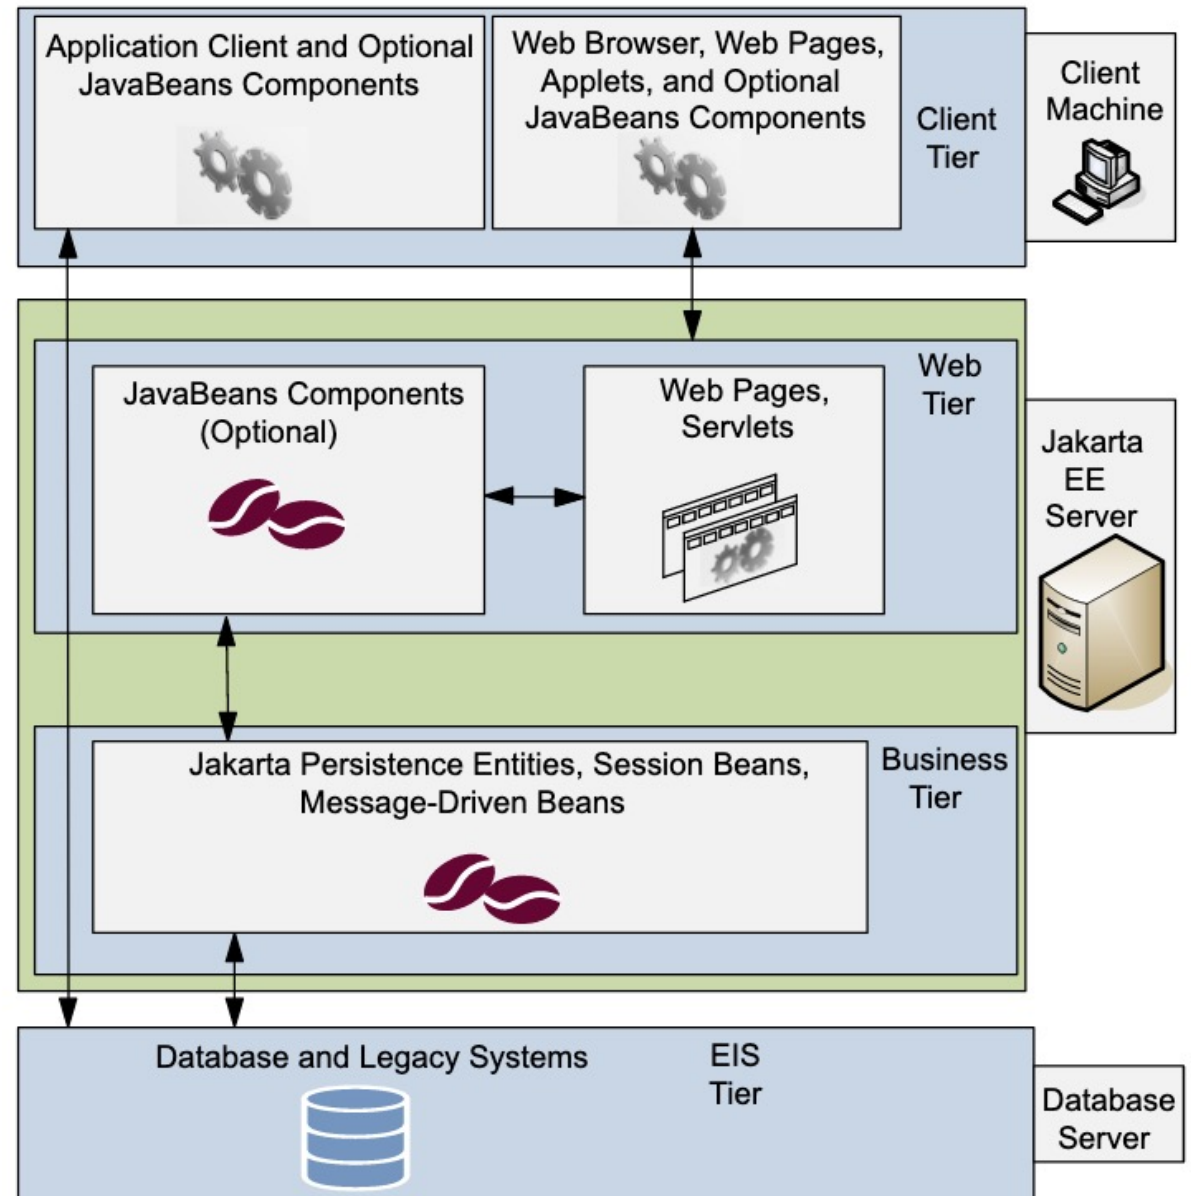 Application Client and Optional
JavaBeans Components
Web Browser, Web Pages,
Applets, and Optional
JavaBeans Components
Client
Tier
Client
Machine
JavaBeans Components
(Optional)
Web Pages,
Servlets
Web
Tier
Jakarta
EE
Server
Jakarta Persistence Entities, Session Beans,
Message-Driven Beans
Business
Tier
Database and Legacy Systems
EIS
Tier
Database
Server